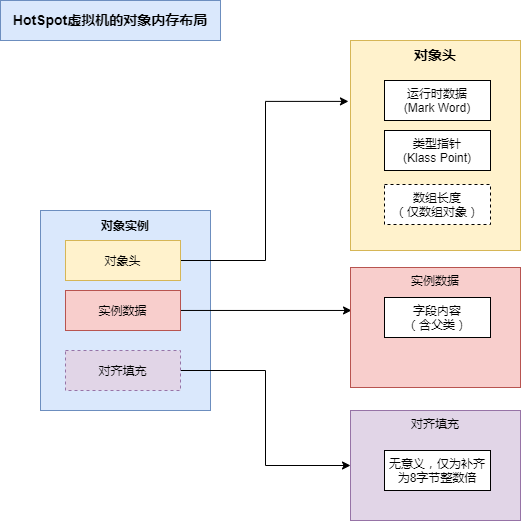 HotSpot虚拟机的对象内存布局
对象实例
对象头
实例数据
对齐填充
对象头
运行时数据
(Mark Word)
类型指针
(Klass Point)
数组长度
（仅数组对象）
实例数据
字段内容
（含父类）
对齐填充
无意义，仅为补齐
为8字节整数倍